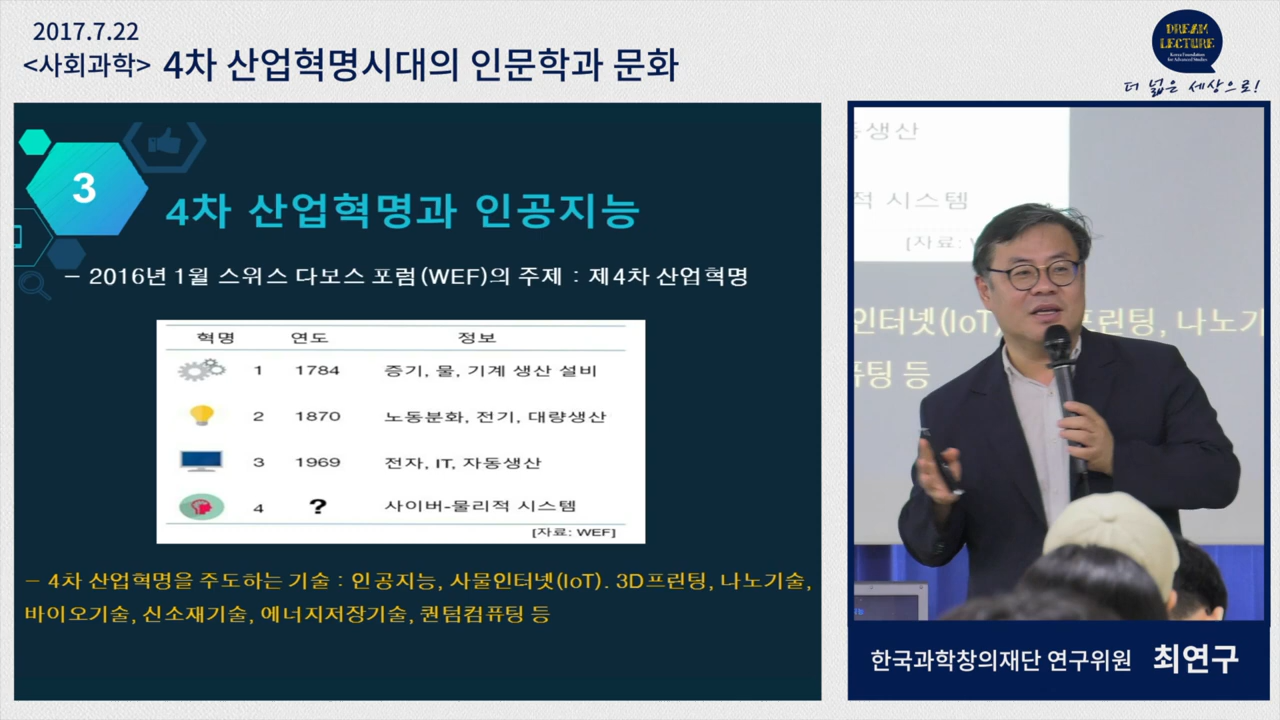 2017.7.22
<사회과학> 4차 산업혁명시대의 인문학과 문화
DREAM
LECTURE
Korea Foundation
for Advanced Studies
더 넓은 세상으로!
3
4차 산업혁명과 인공지능
– 2016년 1월 스위스 다보스 포럼(WEF)의 주제 : 제4차 산업혁명
혁명 연도 정보
1 1784 증기, 물, 기계 생산 설비
2 1870 노동분화, 전기, 대량생산
3 1969 전자, IT, 자동생산
4 ? 사이버-물리적 시스템
[자료: WEF]
– 4차 산업혁명을 주도하는 기술 : 인공지능, 사물인터넷(IoT). 3D프린팅, 나노기술,
바이오기술, 신소재기술, 에너지저장기술, 퀀텀컴퓨팅 등
동생산
적 시스템
[자료:
인터넷(IoT) 프린팅, 나노기
퓨팅 등
한국과학창의재단 연구위원 최연구